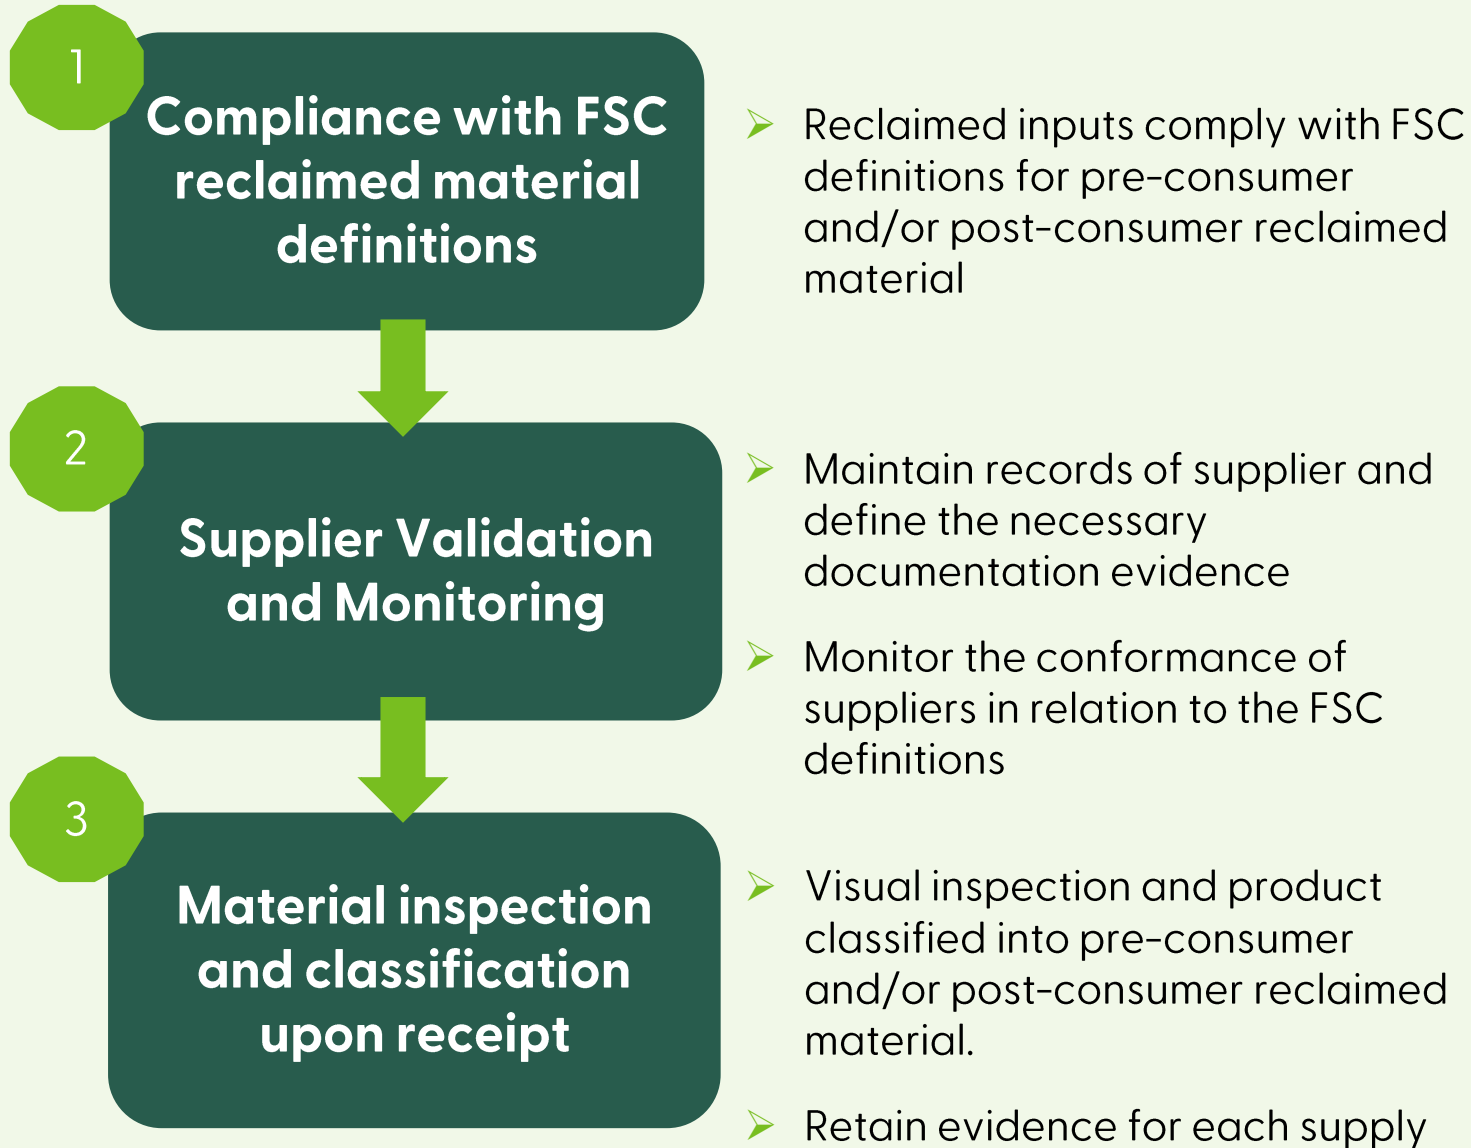 1
Compliance with FSC
reclaimed material
definitions
➢ Reclaimed inputs comply with FSC
definitions for pre-consumer
and/or post-consumer reclaimed
material
2
Supplier Validation
and Monitoring
➢ Maintain records of supplier and
define the necessary
documentation evidence
➢ Monitor the conformance of
suppliers in relation to the FSC
definitions
3
Material inspection
and classification
upon receipt
➢ Visual inspection and product
classified into pre-consumer
and/or post-consumer reclaimed
material.
➢ Retain evidence for each supply